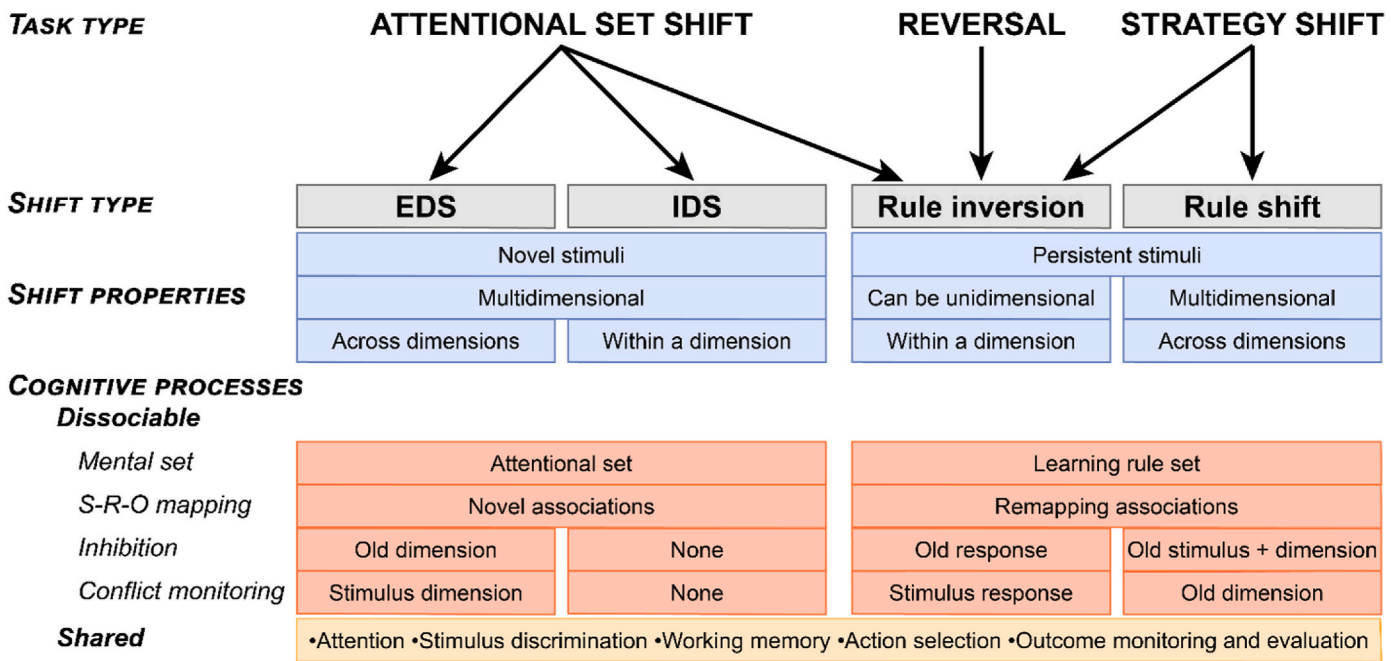 TASK TYPE ATTENTIONAL SET SHIFT REVERSAL STRATEGY SHIFT
SHIFT TYPE EDS IDS Rule inversion Rule shift
Novel stimuli Persistent stimuli
SHIFT PROPERTIES Multidimensional Can be unidimensional Multidimensional
Across dimensions Within a dimension Within a dimension Across dimensions
COGNITIVE PROCESSES
Dissociable
Mental set Attentional set Learning rule set
S-R-O mapping Novel associations Remapping associations
Inhibition Old dimension None Old response Old stimulus + dimension
Conflict monitoring Stimulus dimension None Stimulus response Old dimension
Shared •Attention •Stimulus discrimination •Working memory •Action selection •Outcome monitoring and evaluation